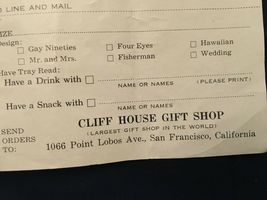 LINE AND MAIL
IZE
Design:
Gay Nineties Four Eyes Hawaiian
Mr. and Mrs. Fisherman Wedding
Have Tray Read:
Have a Drink with
NAME OR NAMES (PLEASE PRINT)
Have a Snack with
NAME OR NAMES
CLIFF HOUSE GIFT SHOP
(LARGEST GIFT SHOP IN THE WORLD)
SEND
ORDERS
TO: 1066 Point Lobos Ave., San Francisco, California